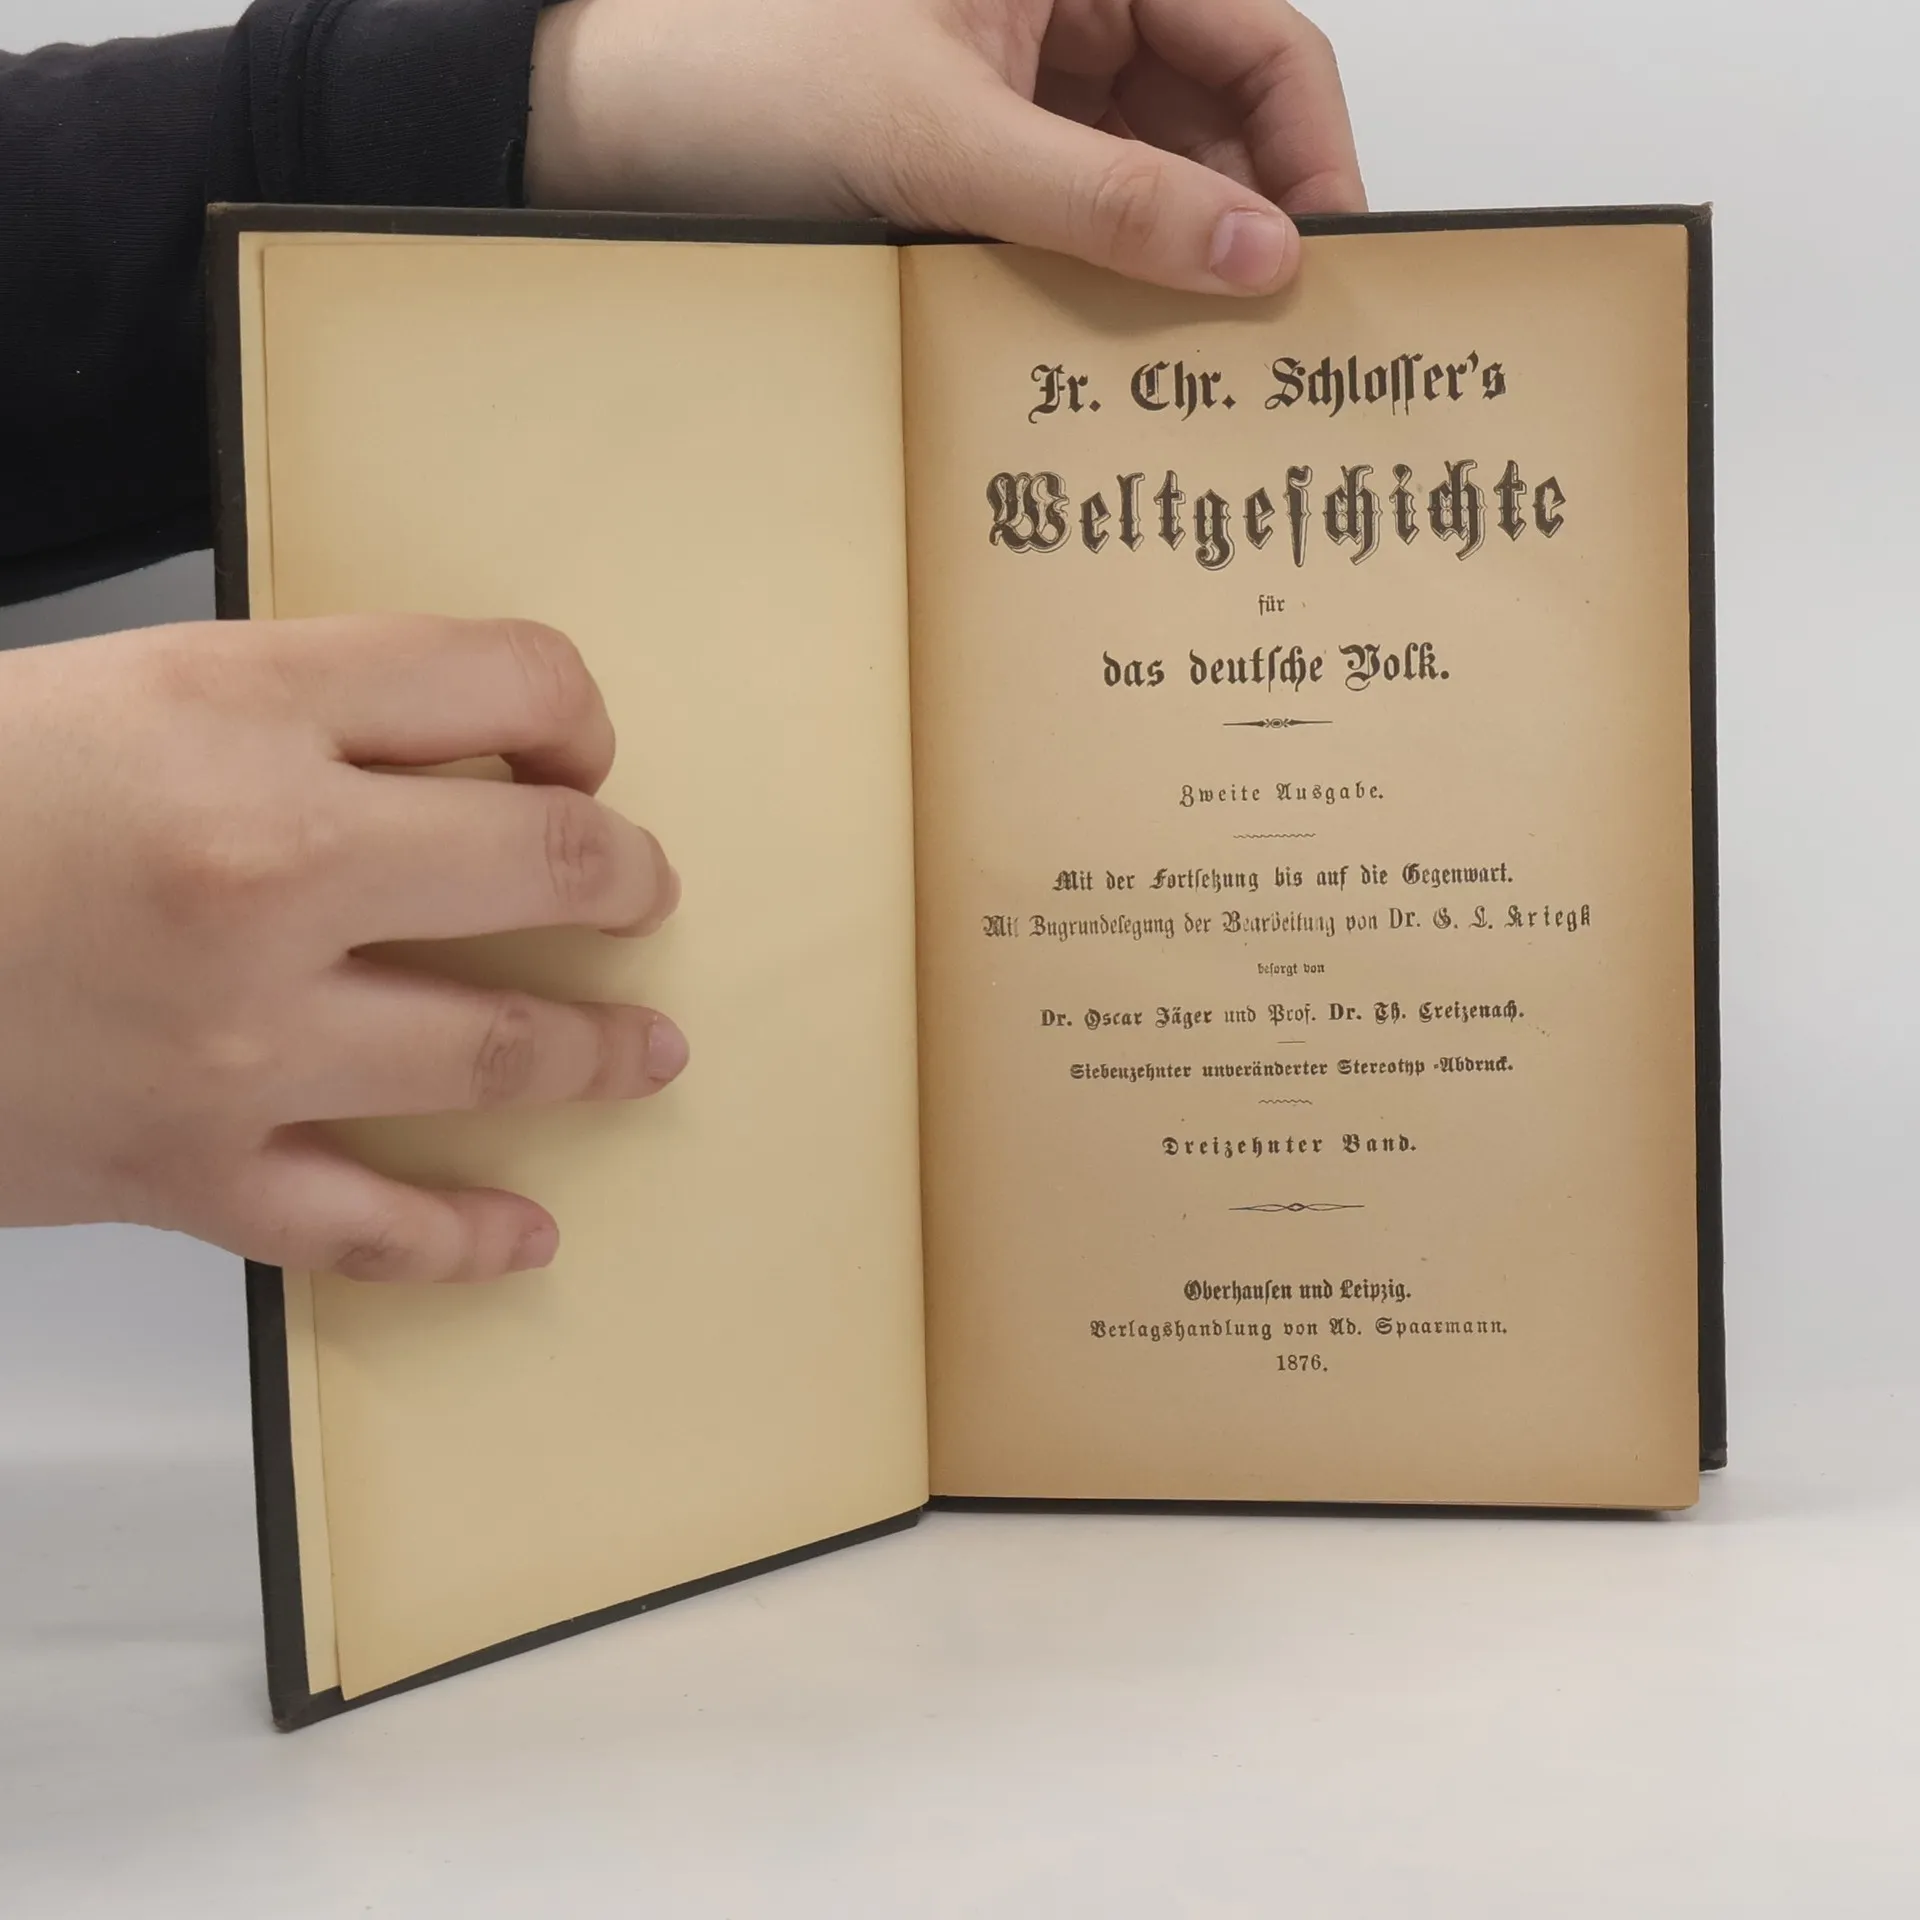 Fr. Chr. Schlosser's
Weltgeschichte
für
das deutsche Volk.
Zweite Ausgabe.
Mit der Fortsetzung bis auf die Gegenwart.
Mit Zugrundelegung der Bearbeitung von Dr. G. L. Kriegk
besorgt von
Dr. Oscar Jäger und Prof. Dr. Th. Creizenach.
Siebenzehnter unveränderter Stereotyp-Abdruck.
Dreizehnter Band.
Oberhausen und Leipzig.
Verlagshandlung von Ad. Spaarmann.
1876.